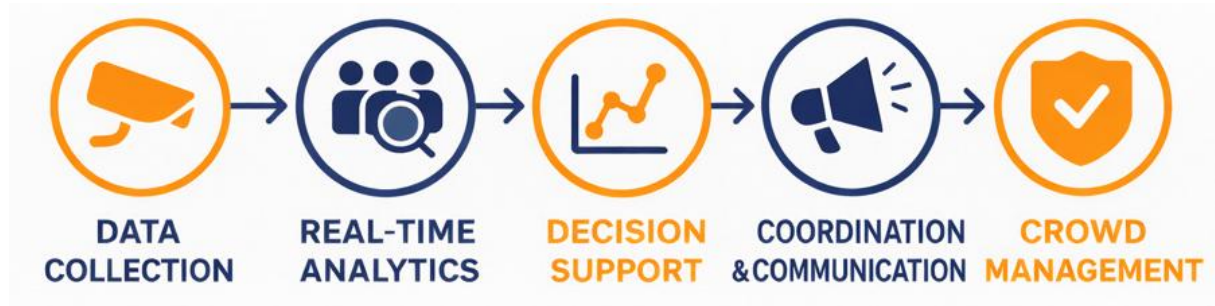 DATA
COLLECTION
REAL-TIME
ANALYTICS
DECISION
SUPPORT
COORDINATION
&COMMUNICATION
CROWD
MANAGEMENT